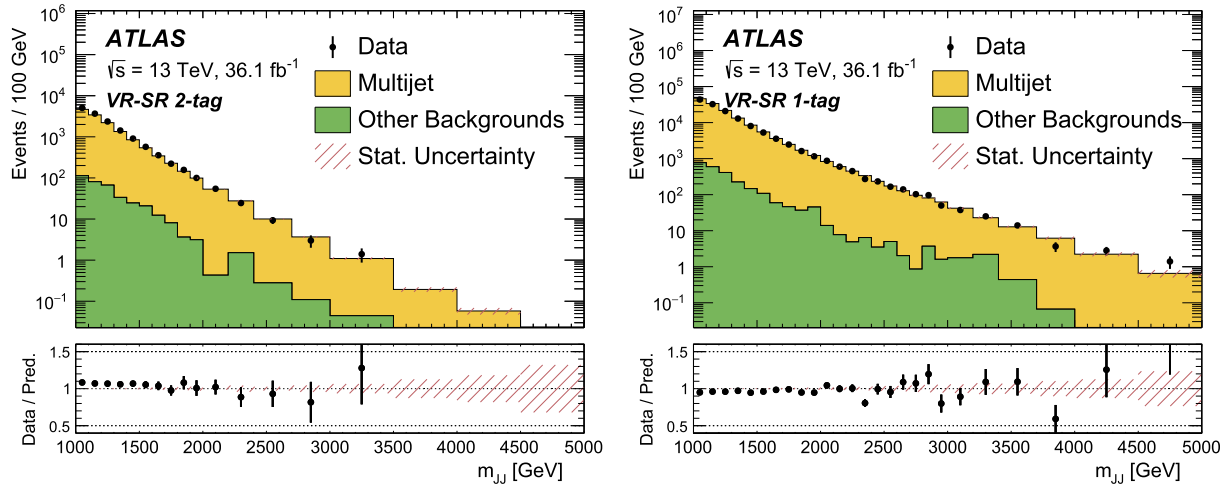 ATLAS
√s = 13 TeV, 36.1 fb⁻¹
VR-SR 2-tag
Data
Multijet
Other Backgrounds
Stat. Uncertainty
Events / 100 GeV
10⁶
10⁵
10⁴
10³
10²
10
1
10⁻¹
Data / Pred.
1.5
1
0.5
1000 1500 2000 2500 3000 3500 4000 4500 5000
m_JJ [GeV]
ATLAS
√s = 13 TeV, 36.1 fb⁻¹
VR-SR 1-tag
Data
Multijet
Other Backgrounds
Stat. Uncertainty
Events / 100 GeV
10⁷
10⁶
10⁵
10⁴
10³
10²
10
1
10⁻¹
Data / Pred.
1.5
1
0.5
1000 1500 2000 2500 3000 3500 4000 4500 5000
m_JJ [GeV]